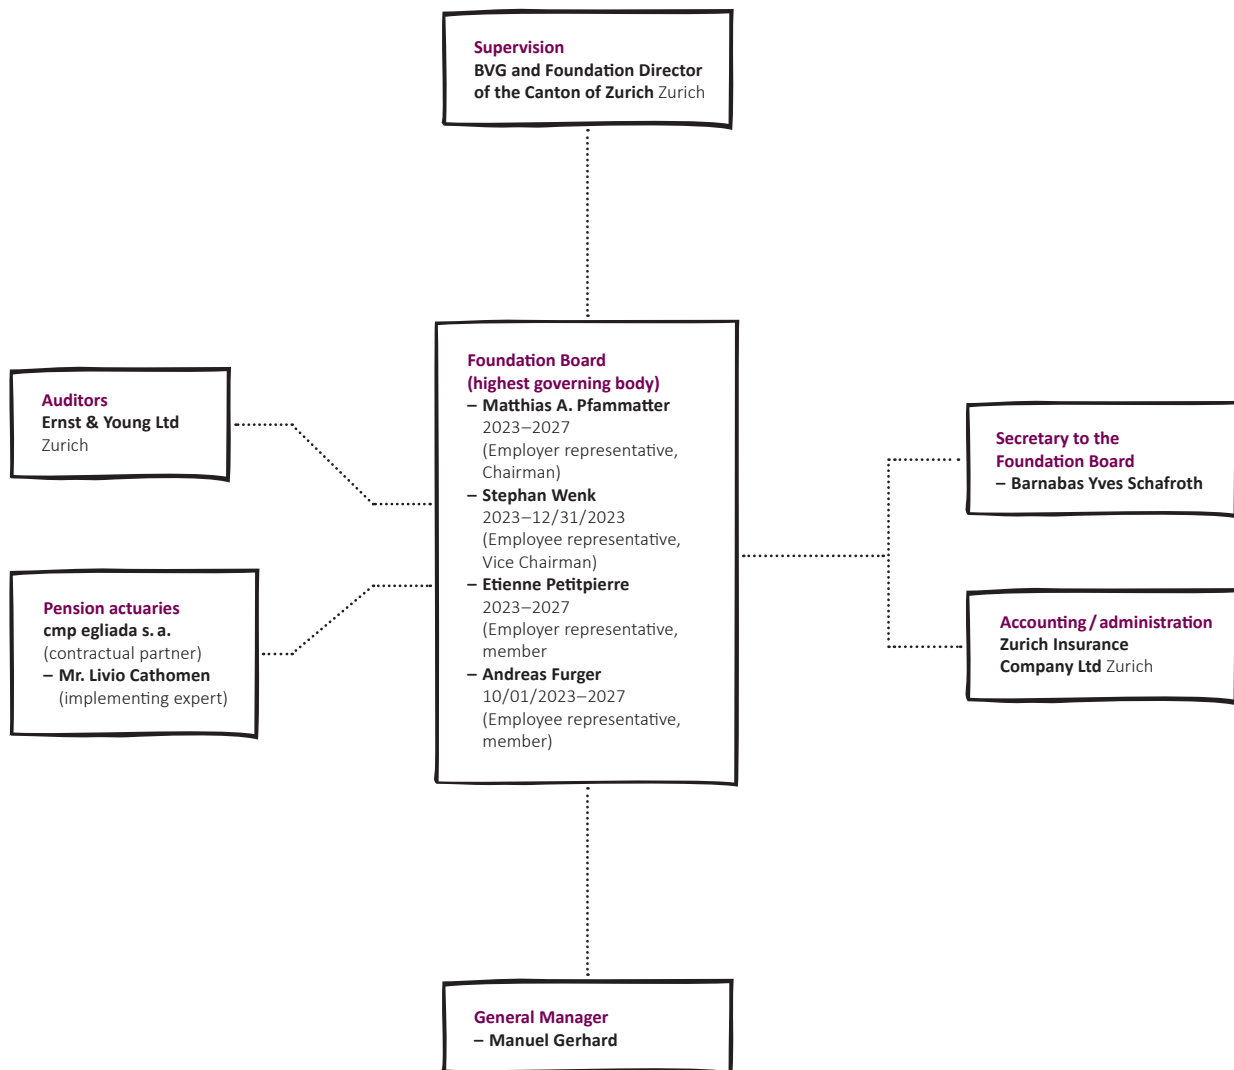 Supervision
BVG and Foundation Director
of the Canton of Zurich Zurich
Foundation Board
(highest governing body)
– Matthias A. Pfammatter
2023–2027
(Employer representative,
Chairman)
– Stephan Wenk
2023–12/31/2023
(Employee representative,
Vice Chairman)
– Etienne Petitpierre
2023–2027
(Employer representative,
member
– Andreas Furger
10/01/2023–2027
(Employee representative,
member)
Auditors
Ernst & Young Ltd
Zurich
Pension actuaries
cmp egliada s. a.
(contractual partner)
– Mr. Livio Cathomen
(implementing expert)
Secretary to the
Foundation Board
– Barnabas Yves Schafroth
Accounting / administration
Zurich Insurance
Company Ltd Zurich
General Manager
– Manuel Gerhard